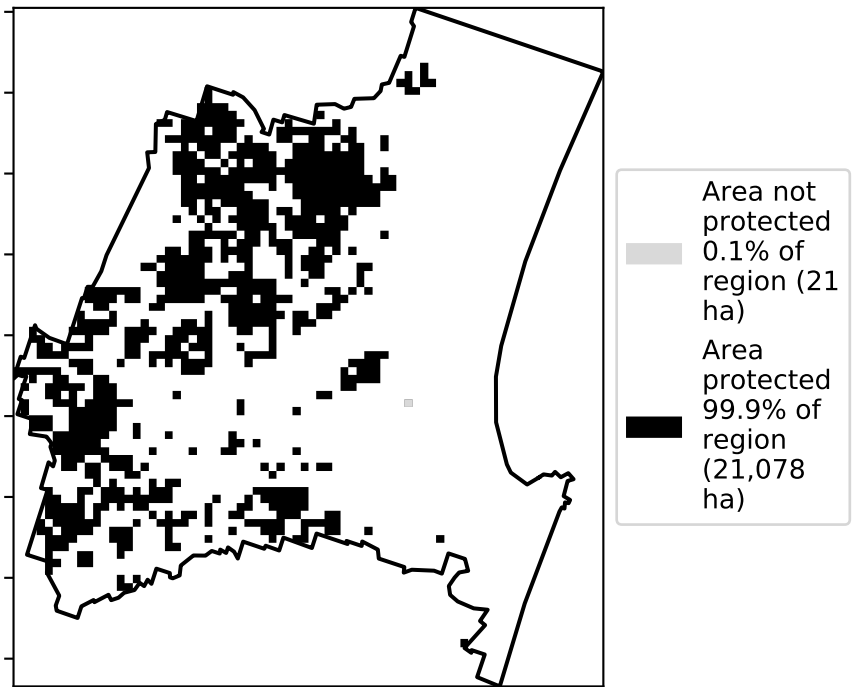 Area not
protected
0.1% of
region (21
ha)
Area
protected
99.9% of
region
(21,078
ha)